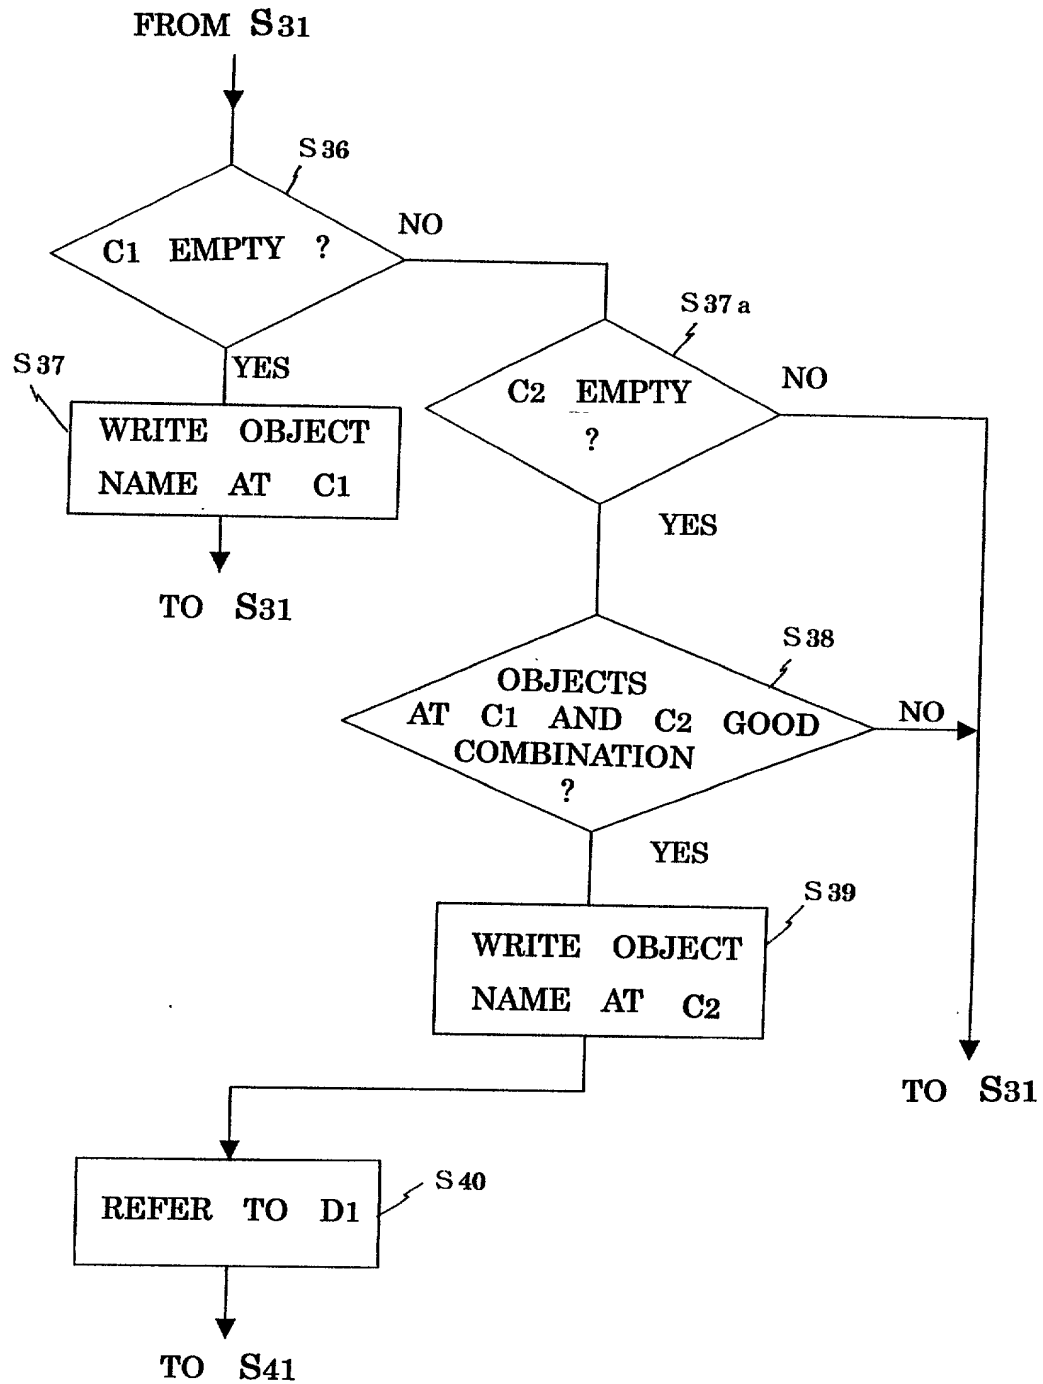 FROM S31
S36
C1 EMPTY ?
NO
S37a
S37
YES
C2 EMPTY
?
NO
WRITE OBJECT
NAME AT C1
YES
TO S31
S38
OBJECTS
AT C1 AND C2 GOOD
COMBINATION
?
NO
YES
S39
WRITE OBJECT
NAME AT C2
TO S31
S40
REFER TO D1
TO S41